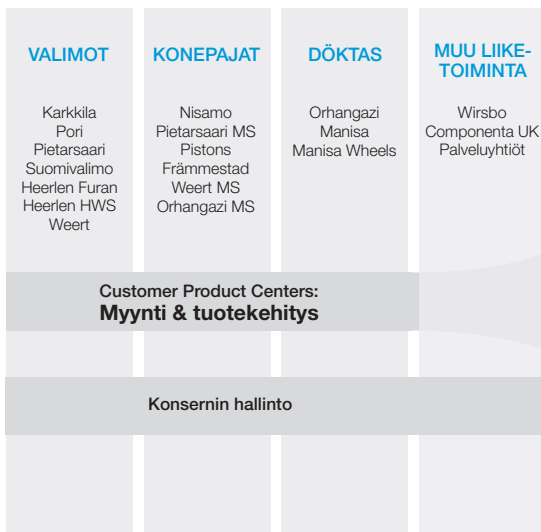 VALIMOT
Karkkila
Pori
Pietarsaari
Suomivalimo
Heerlen Furan
Heerlen HWS
Weert
KONEPAJAT
Nisamo
Pietarsaari MS
Pistons
Främmestad
Weert MS
Orhangazi MS
DÖKTAS
Orhangazi
Manisa
Manisa Wheels
MUU LIIKE-
TOIMINTA
Wirsbo
Componenta UK
Palveluyhtiöt
Customer Product Centers:
Myynti & tuotekehitys
Konsernin hallinto